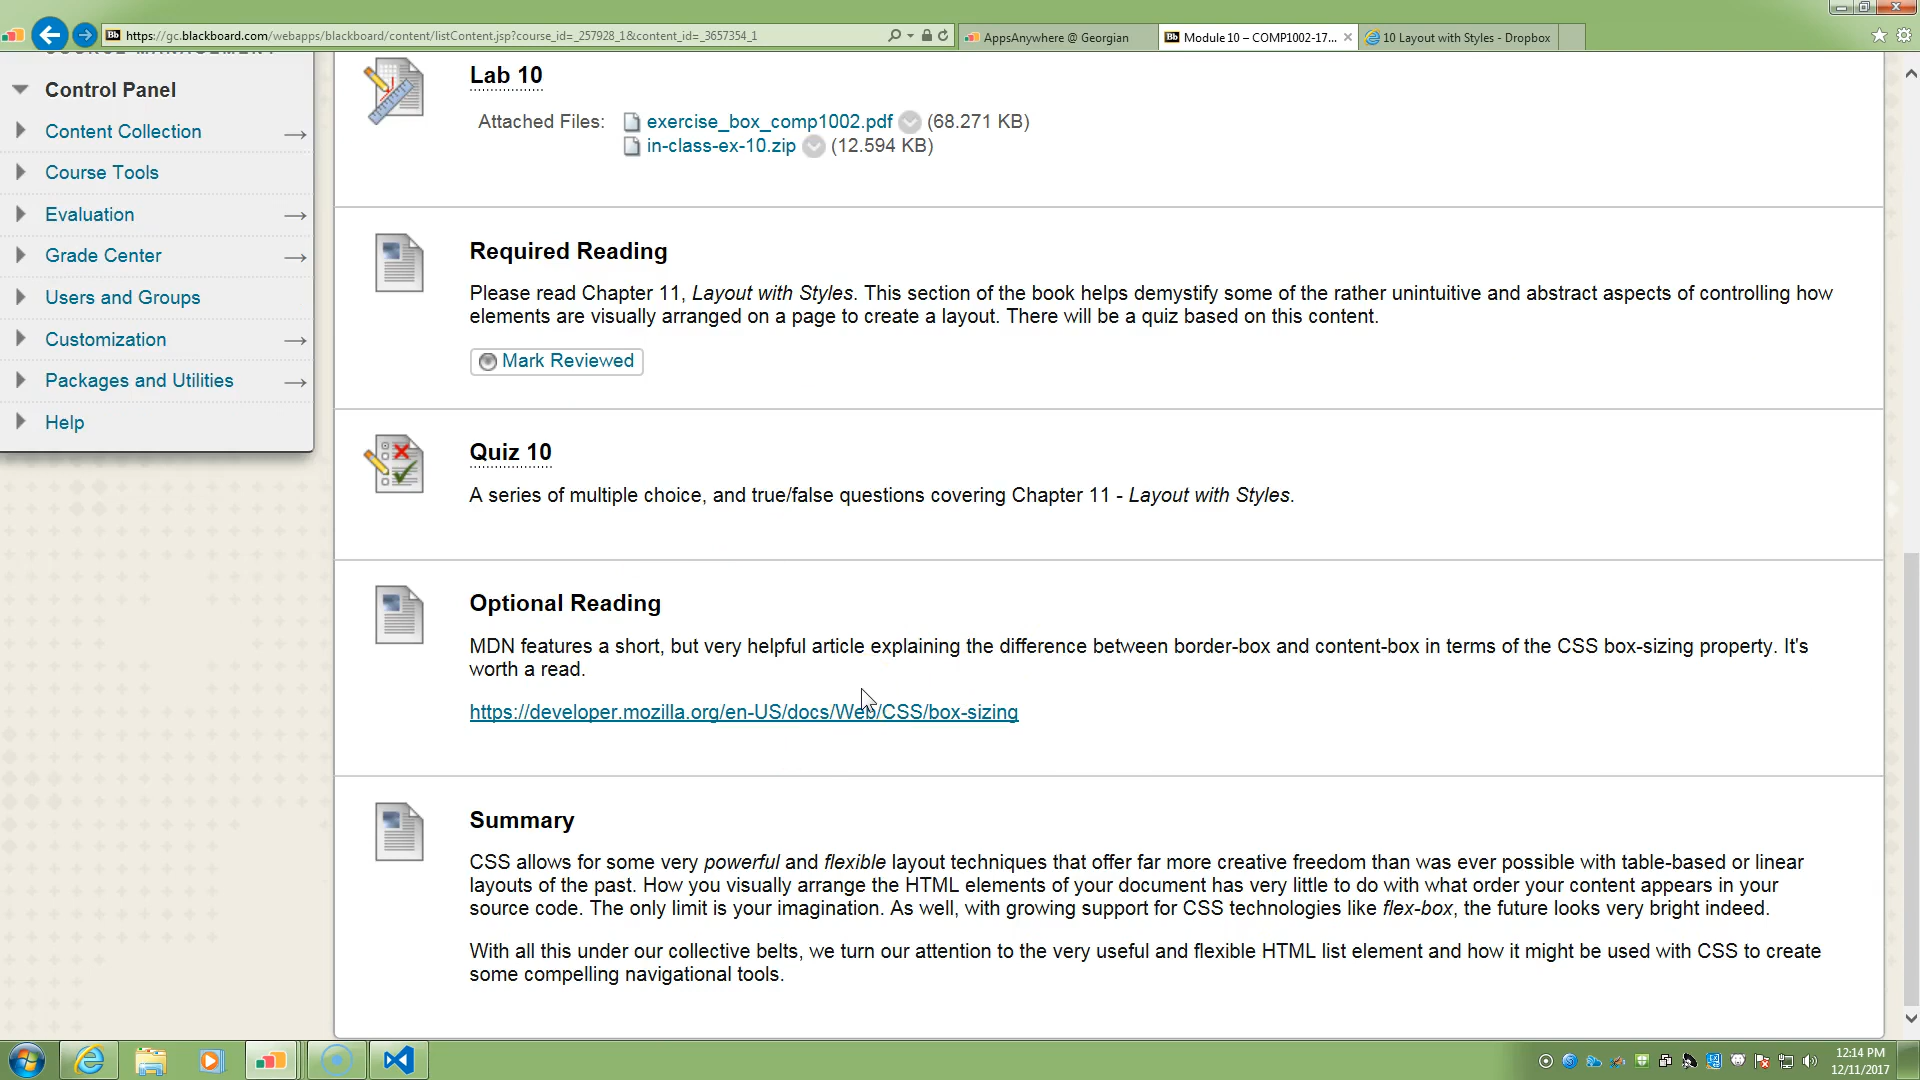 https://gc.blackboard.com/webapps/blackboard/content/listContent.jsp?course_id=_257928_1&content_id=_3657354_1
AppsAnywhere @ Georgian
Module 10 – COMP1002-17...
10 Layout with Styles - Dropbox
Control Panel
Content Collection
Course Tools
Evaluation
Grade Center
Users and Groups
Customization
Packages and Utilities
Help
Lab 10
Attached Files: exercise_box_comp1002.pdf (68.271 KB)
in-class-ex-10.zip (12.594 KB)
Required Reading
Please read Chapter 11, Layout with Styles. This section of the book helps demystify some of the rather unintuitive and abstract aspects of controlling how
elements are visually arranged on a page to create a layout. There will be a quiz based on this content.
Mark Reviewed
Quiz 10
A series of multiple choice, and true/false questions covering Chapter 11 - Layout with Styles.
Optional Reading
MDN features a short, but very helpful article explaining the difference between border-box and content-box in terms of the CSS box-sizing property. It's
worth a read.
https://developer.mozilla.org/en-US/docs/Web/CSS/box-sizing
Summary
CSS allows for some very powerful and flexible layout techniques that offer far more creative freedom than was ever possible with table-based or linear
layouts of the past. How you visually arrange the HTML elements of your document has very little to do with what order your content appears in your
source code. The only limit is your imagination. As well, with growing support for CSS technologies like flex-box, the future looks very bright indeed.
With all this under our collective belts, we turn our attention to the very useful and flexible HTML list element and how it might be used with CSS to create
some compelling navigational tools.
12:14 PM
12/11/2017